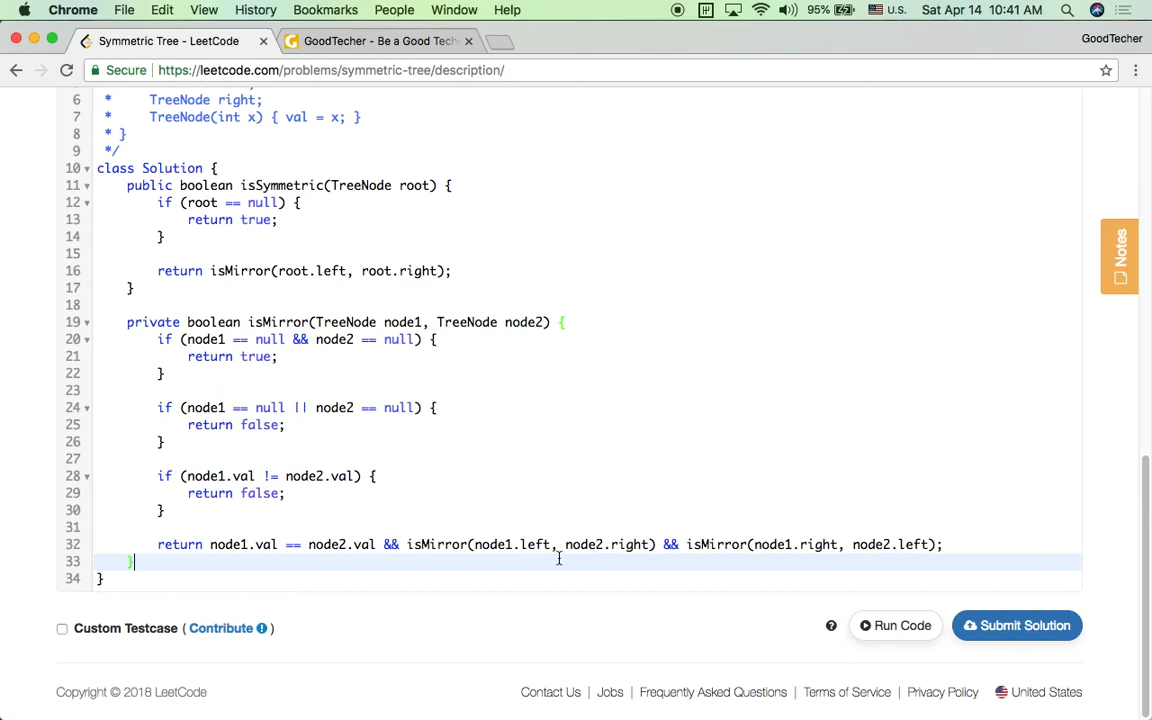 Chrome File Edit View History Bookmarks People Window Help 95% U.S. Sat Apr 14 10:41 AM
Symmetric Tree - LeetCode GoodTecher - Be a Good Tech GoodTecher
Secure https://leetcode.com/problems/symmetric-tree/description/
6 * TreeNode right;
7 * TreeNode(int x) { val = x; }
8 * }
9 */
10 class Solution {
11 public boolean isSymmetric(TreeNode root) {
12 if (root == null) {
13 return true;
14 }
15
16 return isMirror(root.left, root.right);
17 }
18
19 private boolean isMirror(TreeNode node1, TreeNode node2) {
20 if (node1 == null && node2 == null) {
21 return true;
22 }
23
24 if (node1 == null || node2 == null) {
25 return false;
26 }
27
28 if (node1.val != node2.val) {
29 return false;
30 }
31
32 return node1.val == node2.val && isMirror(node1.left, node2.right) && isMirror(node1.right, node2.left);
33 }
34 }
Notes
Custom Testcase ( Contribute ) Run Code Submit Solution
Copyright © 2018 LeetCode Contact Us | Jobs | Frequently Asked Questions | Terms of Service | Privacy Policy United States